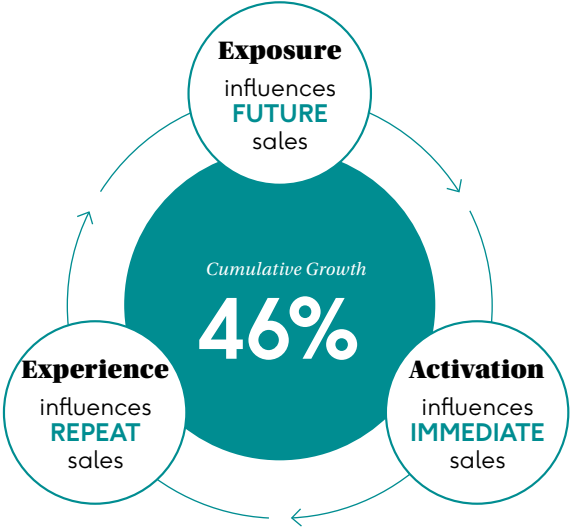 Exposure
influences
FUTURE
sales
Cumulative Growth
46%
Experience
influences
REPEAT
sales
Activation
influences
IMMEDIATE
sales